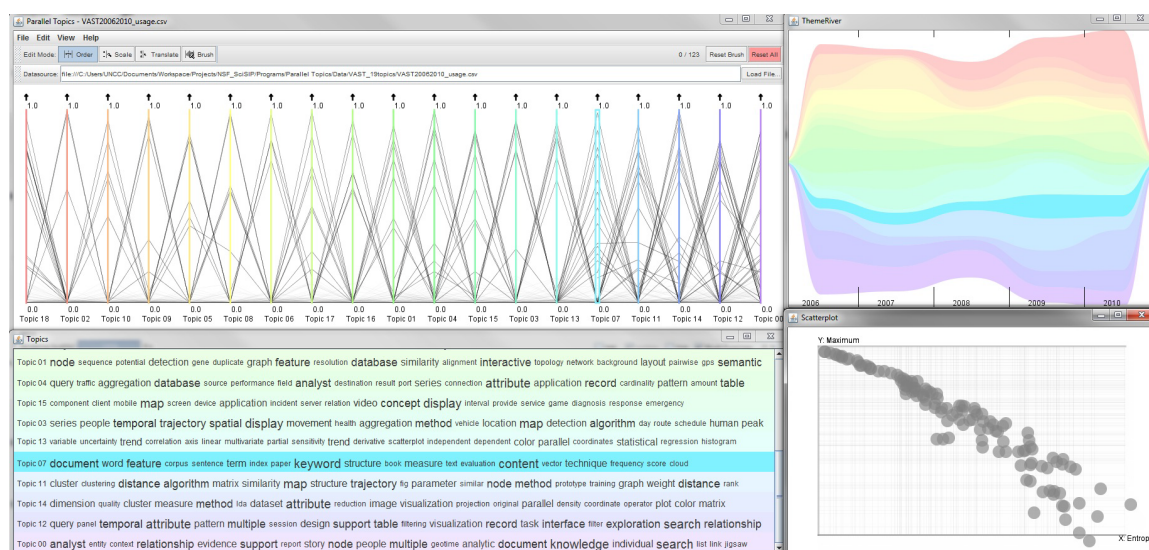 Parallel Topics - VAST20062010_usage.csv
File Edit View Help
Edit Mode: Order Scale Translate Brush 0 / 123 Reset Brush Reset All
Datasource: file:///C:/Users/UNCC/Documents/Workspace/Projects/NSF_SciSIP/Programs/Parallel Topics/Data/VAST_19topics/VAST20062010_usage.csv Load File...
1.0 1.0 1.0 1.0 1.0 1.0 1.0 1.0 1.0 1.0 1.0 1.0 1.0 1.0 1.0 1.0 1.0 1.0 1.0
0.0 0.0 0.0 0.0 0.0 0.0 0.0 0.0 0.0 0.0 0.0 0.0 0.0 0.0 0.0 0.0 0.0 0.0 0.0
Topic 18 Topic 02 Topic 10 Topic 09 Topic 05 Topic 08 Topic 06 Topic 17 Topic 16 Topic 01 Topic 04 Topic 15 Topic 03 Topic 13 Topic 07 Topic 11 Topic 14 Topic 12 Topic 00
Topics
Topic 01 node sequence potential detection gene duplicate graph feature resolution database similarity alignment interactive topology network background layout pairwise gps semantic
Topic 04 query traffic aggregation database source performance field analyst destination result port series connection attribute application record cardinality pattern amount table
Topic 15 component client mobile map screen device application incident server relation video concept display interval provide service game diagnosis response emergency
Topic 03 series people temporal trajectory spatial display movement health aggregation method vehicle location map detection algorithm day route schedule human peak
Topic 13 variable uncertainty trend correlation axis linear multivariate partial sensitivity trend derivative scatterplot independent dependent color parallel coordinates statistical regression histogram
Topic 07 document word feature corpus sentence term index paper keyword structure book measure text evaluation content vector technique frequency score cloud
Topic 11 cluster clustering distance algorithm matrix similarity map structure trajectory fig parameter similar node method prototype training graph weight distance rank
Topic 14 dimension quality cluster measure method lda dataset attribute reduction image visualization projection original parallel density coordinate operator plot color matrix
Topic 12 query panel temporal attribute pattern multiple session design support table filtering visualization record task interface filter exploration search relationship
Topic 00 analyst entity context relationship evidence support report story node people multiple geotime analytic document knowledge individual search list link jigsaw
ThemeRiver
2006 2007 2008 2009 2010
Scatterplot
Y: Maximum
X: Entrop